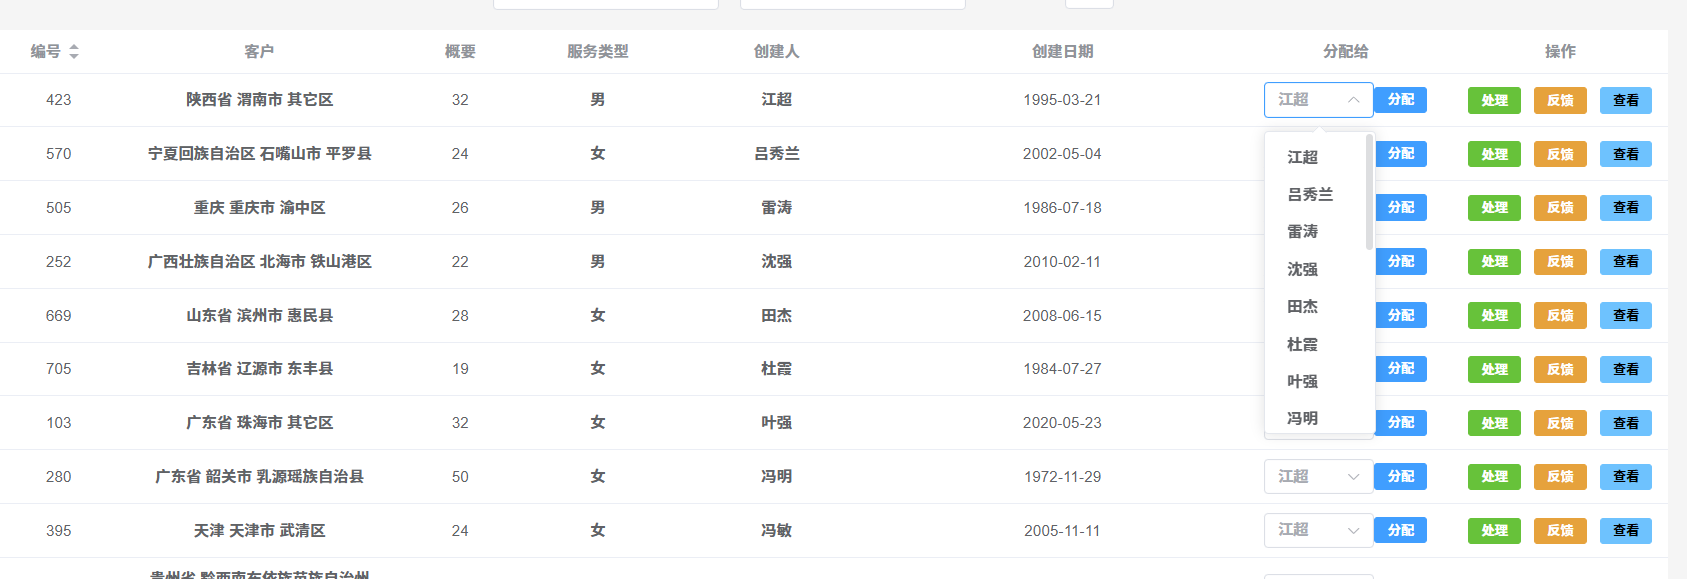 编号 客户 概要 服务类型 创建人 创建日期 分配给 操作
423 陕西省 渭南市 其它区 32 男 江超 1995-03-21 江超 分配 处理 反馈 查看
570 宁夏回族自治区 石嘴山市 平罗县 24 女 吕秀兰 2002-05-04 分配 处理 反馈 查看
505 重庆 重庆市 渝中区 26 男 雷涛 1986-07-18 分配 处理 反馈 查看
252 广西壮族自治区 北海市 铁山港区 22 男 沈强 2010-02-11 分配 处理 反馈 查看
669 山东省 滨州市 惠民县 28 女 田杰 2008-06-15 分配 处理 反馈 查看
705 吉林省 辽源市 东丰县 19 女 杜霞 1984-07-27 分配 处理 反馈 查看
103 广东省 珠海市 其它区 32 女 叶强 2020-05-23 分配 处理 反馈 查看
280 广东省 韶关市 乳源瑶族自治县 50 女 冯明 1972-11-29 江超 分配 处理 反馈 查看
395 天津 天津市 武清区 24 女 冯敏 2005-11-11 江超 分配 处理 反馈 查看
贵州省 黔西南布依族苗族自治州
江超
吕秀兰
雷涛
沈强
田杰
杜霞
叶强
冯明